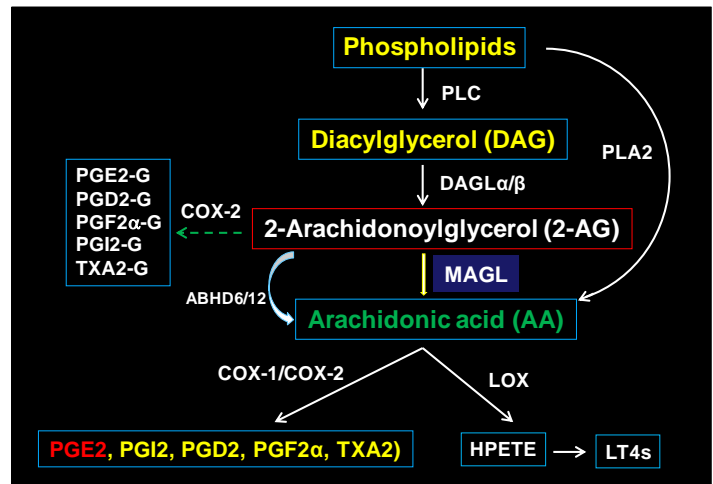 Phospholipids
PLC
Diacylglycerol (DAG)
PLA2
DAGLα/β
PGE2-G
PGD2-G
PGF2α-G
PGI2-G
TXA2-G
COX-2
2-Arachidonoylglycerol (2-AG)
MAGL
ABHD6/12
Arachidonic acid (AA)
COX-1/COX-2
LOX
PGE2, PGI2, PGD2, PGF2α, TXA2)
HPETE
LT4s